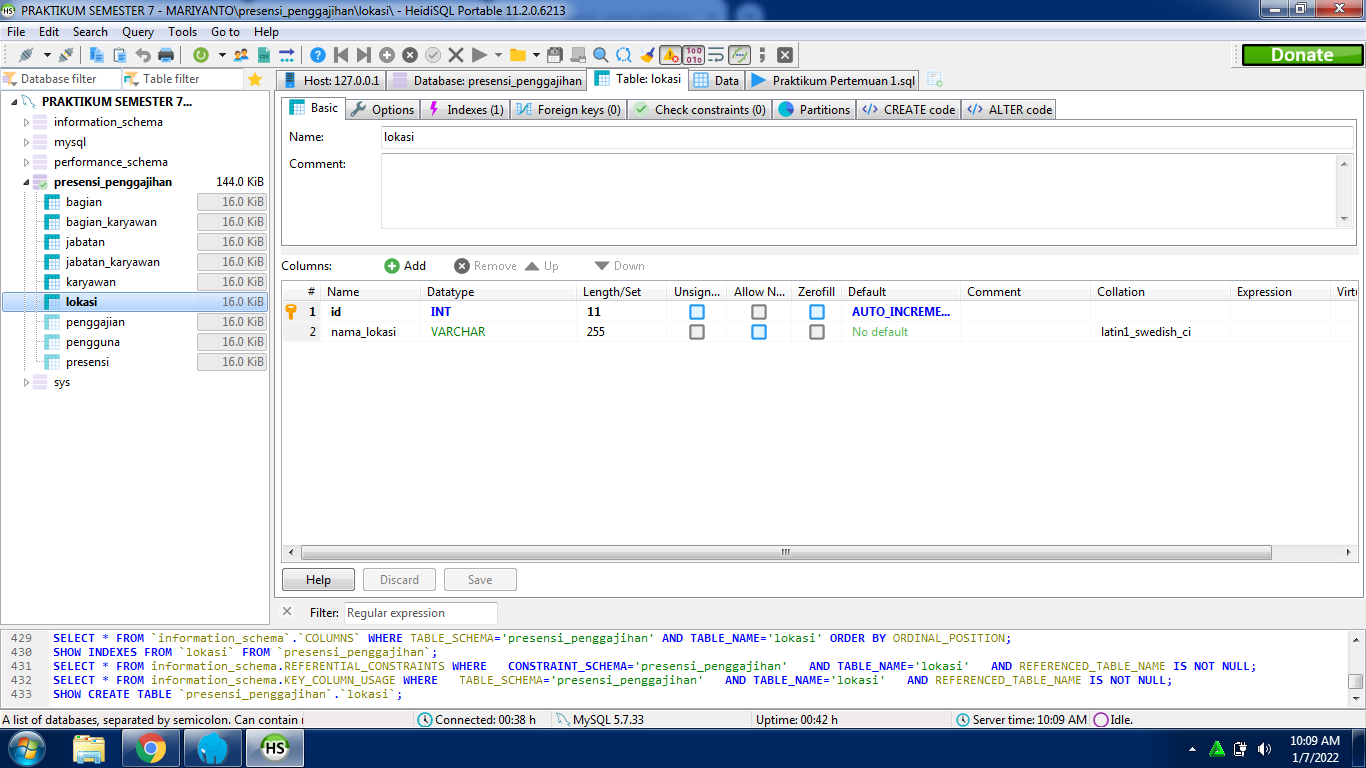 PRAKTIKUM SEMESTER 7 - MARIYANTO\presensi_penggajihan\lokasi\ - HeidiSQL Portable 11.2.0.6213
File Edit Search Query Tools Go to Help
Donate
Database filter Table filter
Host: 127.0.0.1 Database: presensi_penggajihan Table: lokasi Data Praktikum Pertemuan 1.sql
PRAKTIKUM SEMESTER 7...
information_schema
mysql
performance_schema
presensi_penggajihan 144.0 KiB
bagian 16.0 KiB
bagian_karyawan 16.0 KiB
jabatan 16.0 KiB
jabatan_karyawan 16.0 KiB
karyawan 16.0 KiB
lokasi 16.0 KiB
penggajian 16.0 KiB
pengguna 16.0 KiB
presensi 16.0 KiB
sys
Basic Options Indexes (1) Foreign keys (0) Check constraints (0) Partitions CREATE code ALTER code
Name: lokasi
Comment:
Columns: Add Remove Up Down
# Name Datatype Length/Set Unsign... Allow N... Zerofill Default Comment Collation Expression Virtu
1 id INT 11 AUTO_INCREME...
2 nama_lokasi VARCHAR 255 No default latin1_swedish_ci
Help Discard Save
Filter: Regular expression
429 SELECT * FROM `information_schema`.`COLUMNS` WHERE TABLE_SCHEMA='presensi_penggajihan' AND TABLE_NAME='lokasi' ORDER BY ORDINAL_POSITION;
430 SHOW INDEXES FROM `lokasi` FROM `presensi_penggajihan`;
431 SELECT * FROM information_schema.REFERENTIAL_CONSTRAINTS WHERE CONSTRAINT_SCHEMA='presensi_penggajihan' AND TABLE_NAME='lokasi' AND REFERENCED_TABLE_NAME IS NOT NULL;
432 SELECT * FROM information_schema.KEY_COLUMN_USAGE WHERE TABLE_SCHEMA='presensi_penggajihan' AND TABLE_NAME='lokasi' AND REFERENCED_TABLE_NAME IS NOT NULL;
433 SHOW CREATE TABLE `presensi_penggajihan`.`lokasi`;
A list of databases, separated by semicolon. Can contain r Connected: 00:38 h MySQL 5.7.33 Uptime: 00:42 h Server time: 10:09 AM Idle.
HS
10:09 AM
1/7/2022